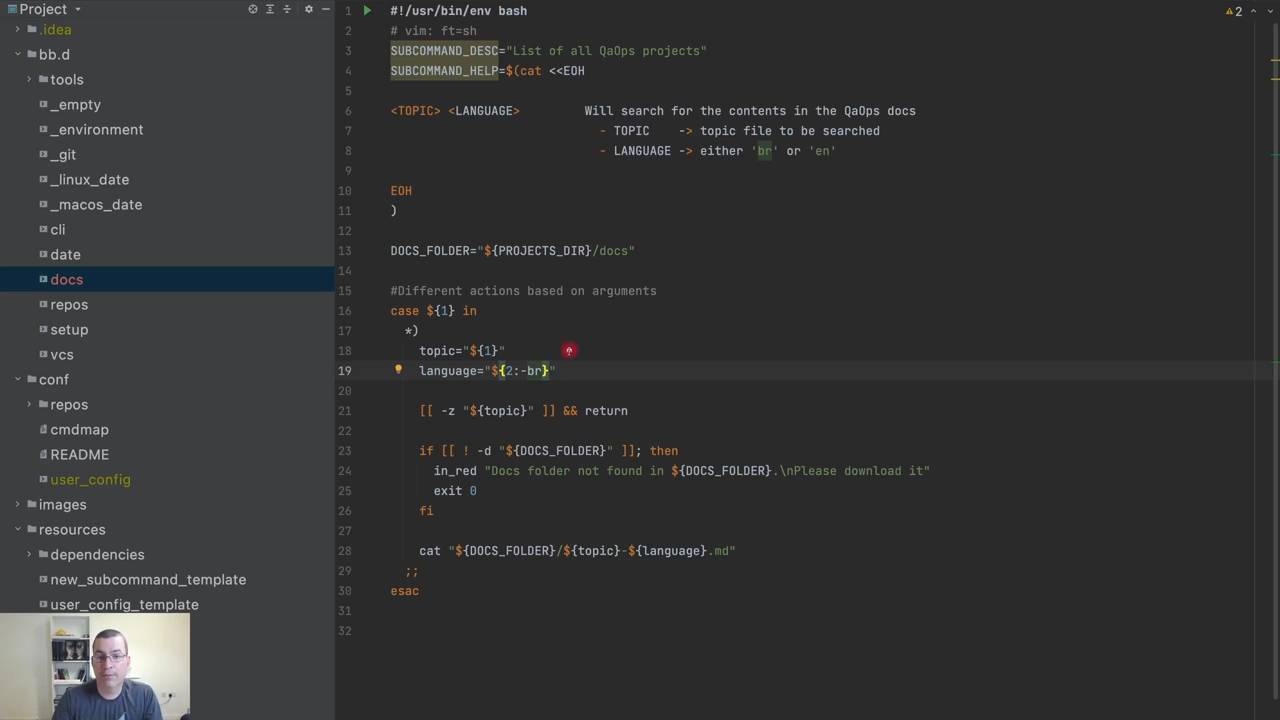 Project
.idea
bb.d
tools
_empty
_environment
_git
_linux_date
_macos_date
cli
date
docs
repos
setup
vcs
conf
repos
cmdmap
README
user_config
images
resources
dependencies
new_subcommand_template
user_config_template
2
1 #!/usr/bin/env bash
2 # vim: ft=sh
3 SUBCOMMAND_DESC="List of all QaOps projects"
4 SUBCOMMAND_HELP=$(cat <<EOH
5
6 <TOPIC> <LANGUAGE> Will search for the contents in the QaOps docs
7 - TOPIC -> topic file to be searched
8 - LANGUAGE -> either 'br' or 'en'
9
10 EOH
11 )
12
13 DOCS_FOLDER="${PROJECTS_DIR}/docs"
14
15 #Different actions based on arguments
16 case ${1} in
17 *)
18 topic="${1}"
19 language="${2:-br}"
20
21 [[ -z "${topic}" ]] && return
22
23 if [[ ! -d "${DOCS_FOLDER}" ]]; then
24 in_red "Docs folder not found in ${DOCS_FOLDER}.\nPlease download it"
25 exit 0
26 fi
27
28 cat "${DOCS_FOLDER}/${topic}-${language}.md"
29 ;;
30 esac
31
32